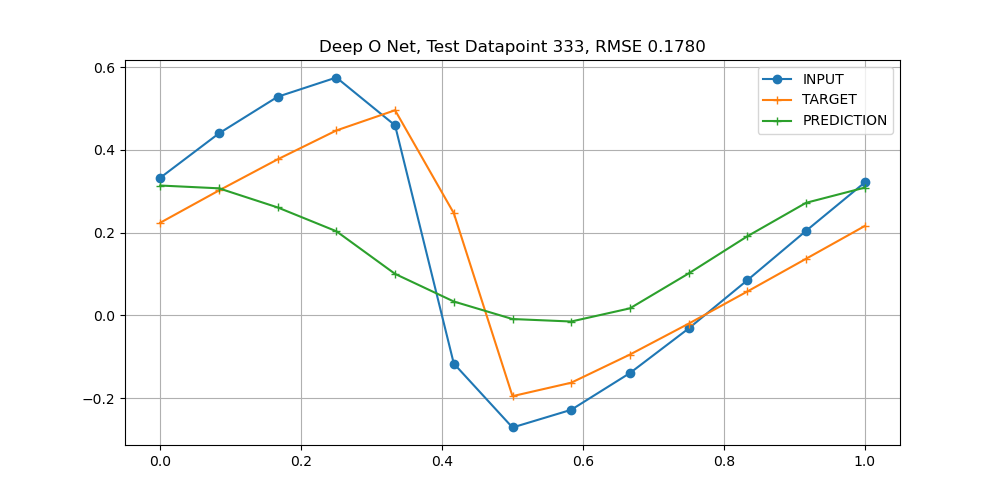 Deep O Net, Test Datapoint 333, RMSE 0.1780
INPUT
TARGET
PREDICTION
0.6
0.4
0.2
0.0
−0.2
0.0 0.2 0.4 0.6 0.8 1.0